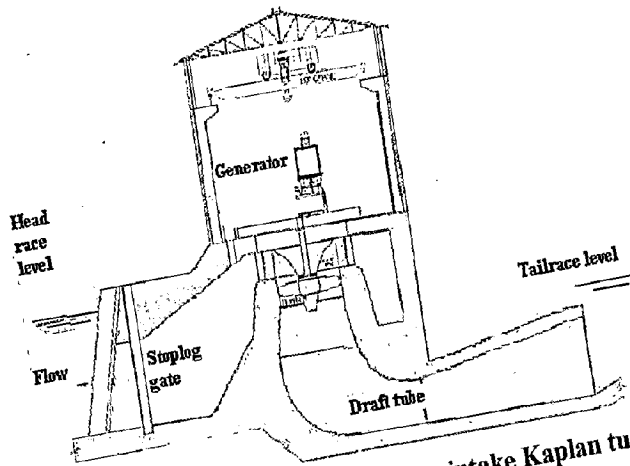 Generator
Head
race
level
Tailrace level
Flow
Stoplog
gate
Draft tube
intake Kaplan tu